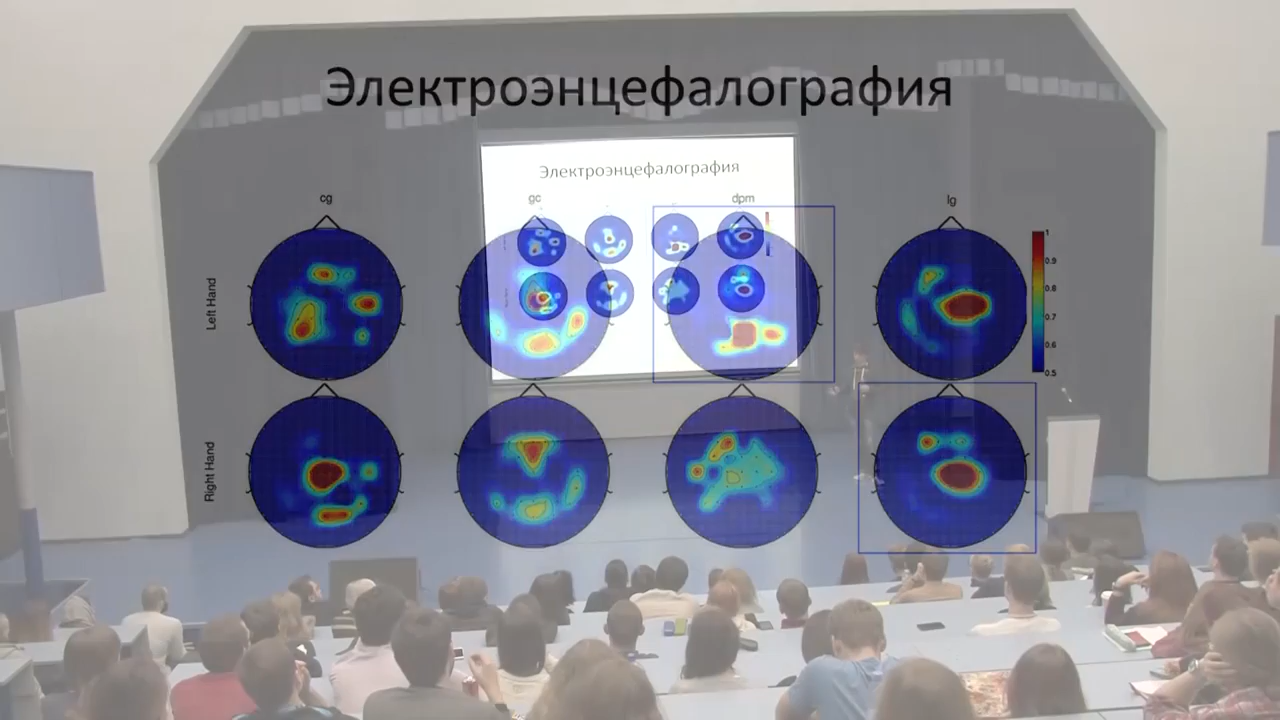 Электроэнцефалография
Электроэнцефалография
cg gc dpm lg
Left Hand
1
0.9
0.8
0.7
0.6
0.5
Right Hand